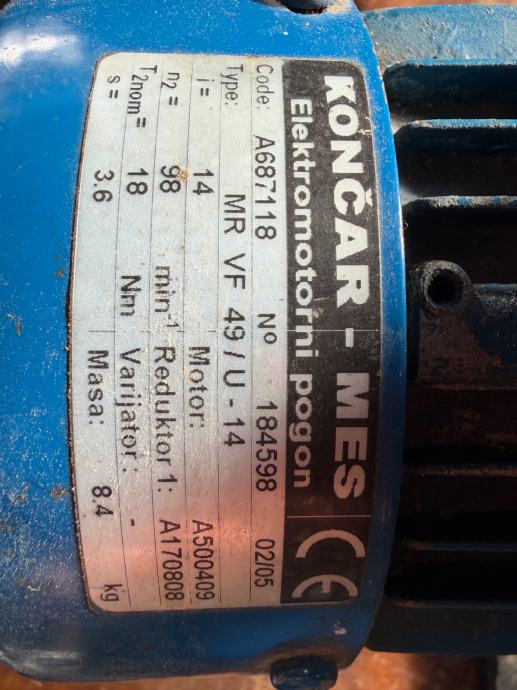 KONČAR - MES CE
Elektromotorni pogon
Code: A687118 Nº 184598 02/05
Type: MR VF 49 / U - 14
i = 14 Motor: A500409
n2 = 98 min-1 Reduktor 1: A170808
T2nom = 18 Nm Varijator: -
s = 3.6 Masa: 8.4 kg